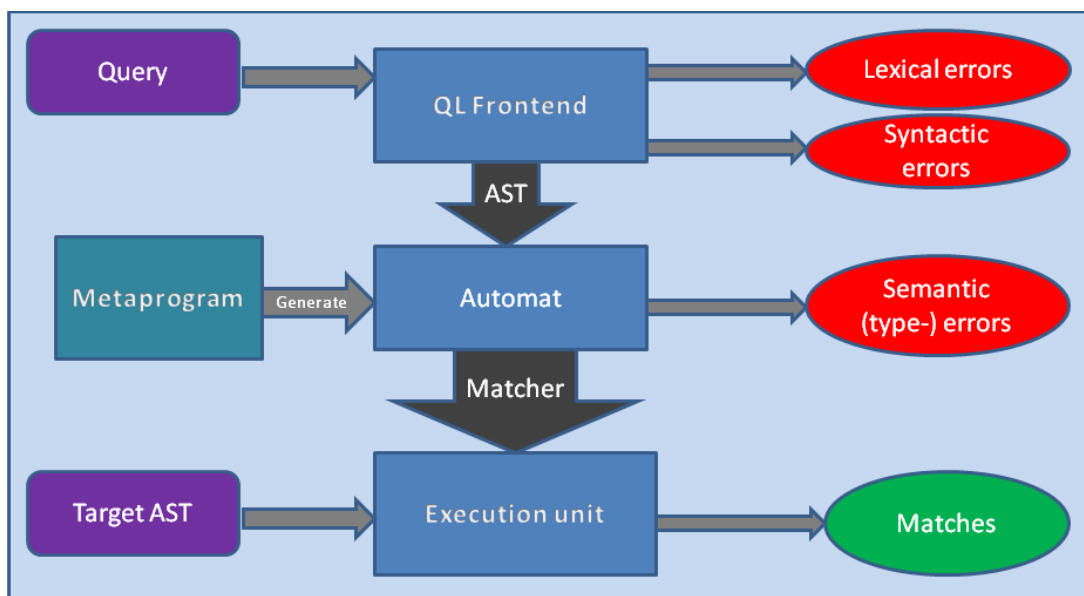 Query
QL Frontend
Lexical errors
Syntactic
errors
AST
Metaprogram
Generate
Automat
Semantic
(type-) errors
Matcher
Target AST
Execution unit
Matches